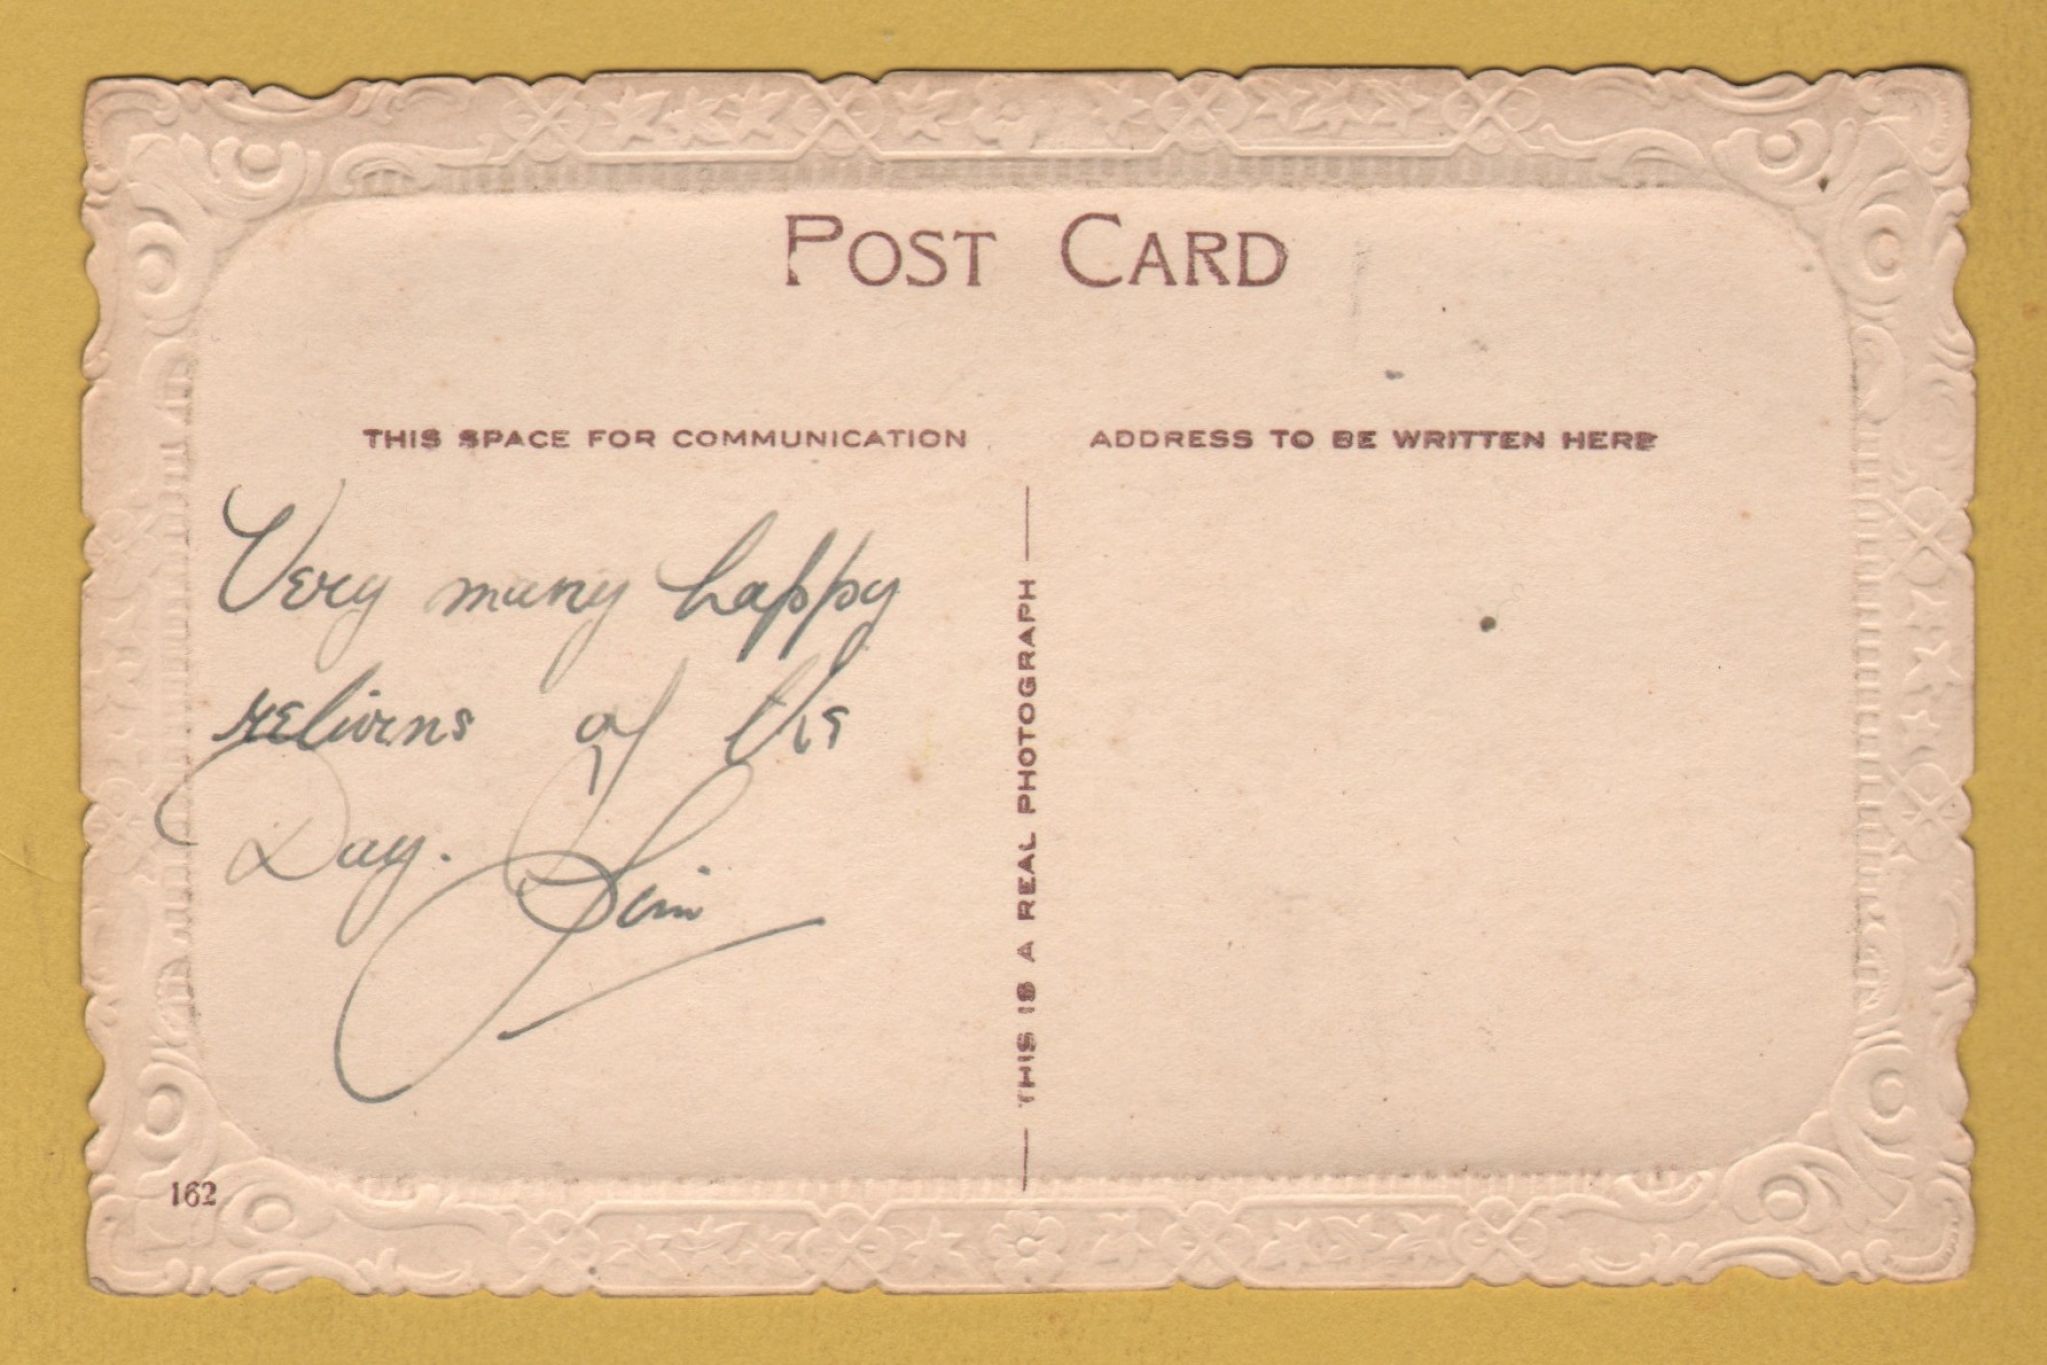 POST CARD
THIS SPACE FOR COMMUNICATION
ADDRESS TO BE WRITTEN HERE
Very many happy
returns of the
Day.
THIS IS A REAL PHOTOGRAPH
162